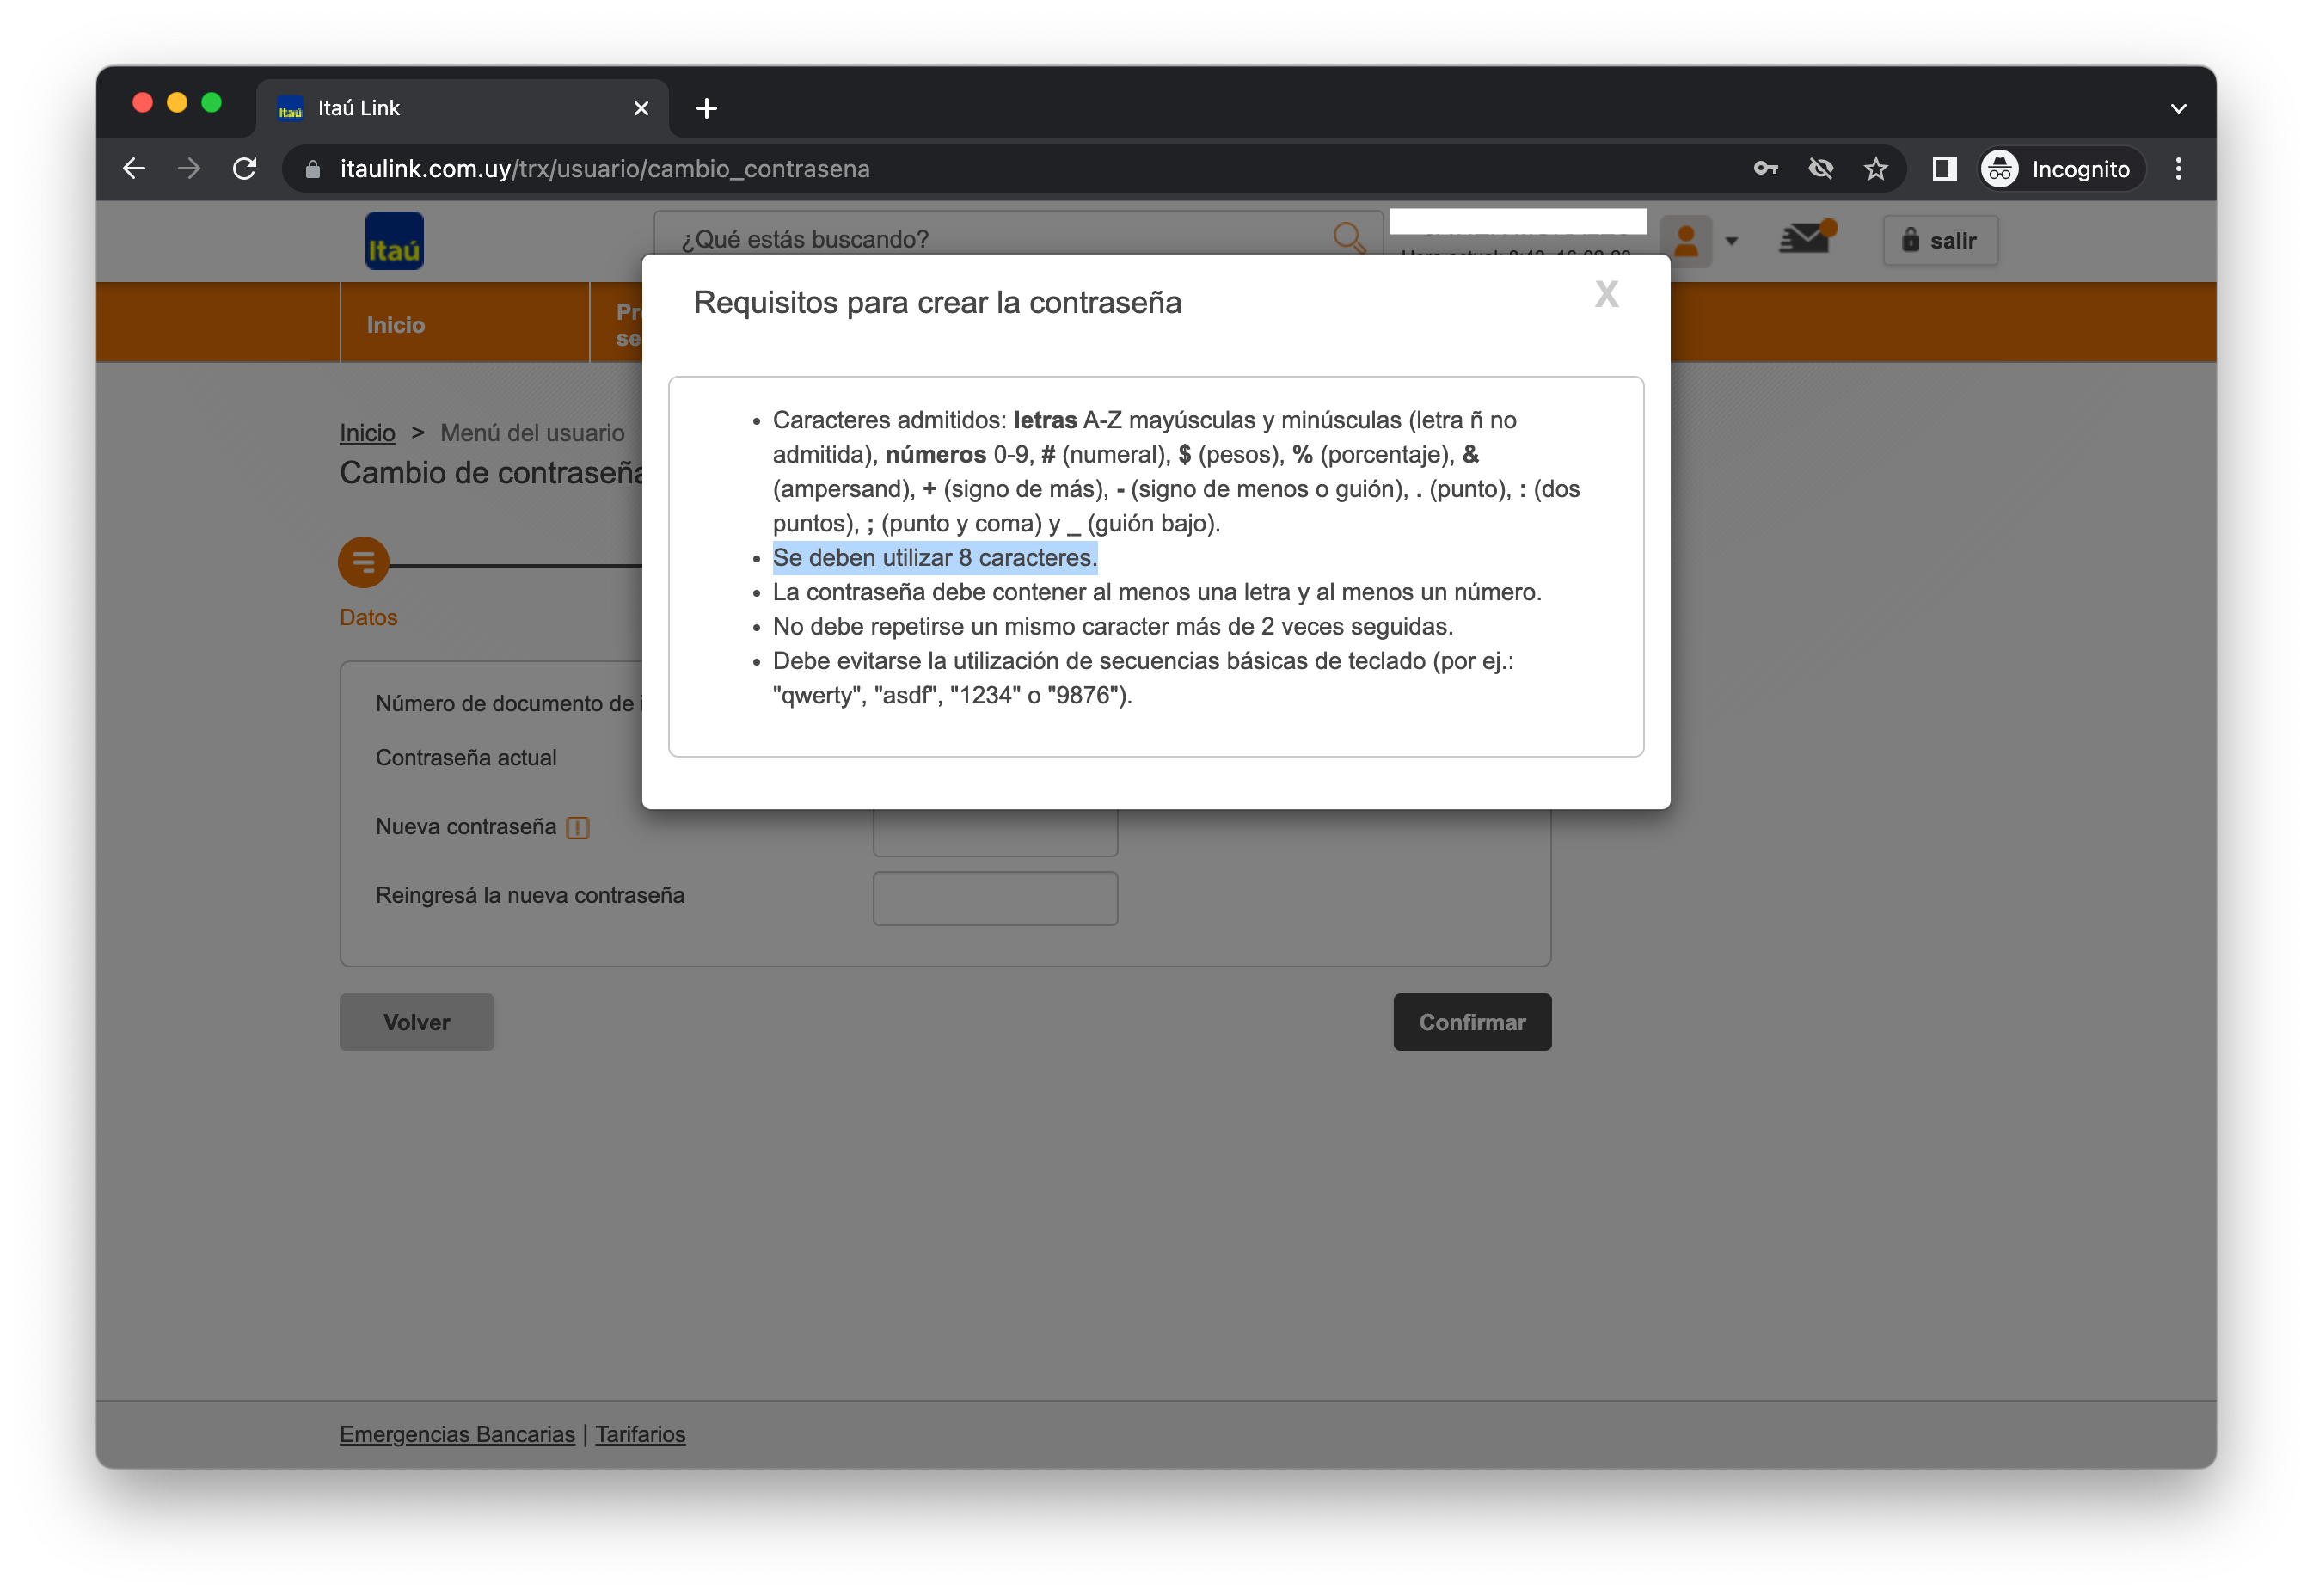 Itaú Link
itaulink.com.uy/trx/usuario/cambio_contrasena
Incognito
Itaú
¿Qué estás buscando?
salir
Inicio
Inicio > Menú del usuario
Cambio de contraseña
Datos
Requisitos para crear la contraseña
X
• Caracteres admitidos: letras A-Z mayúsculas y minúsculas (letra ñ no
admitida), números 0-9, # (numeral), $ (pesos), % (porcentaje), &
(ampersand), + (signo de más), - (signo de menos o guión), . (punto), : (dos
puntos), ; (punto y coma) y _ (guión bajo).
• Se deben utilizar 8 caracteres.
• La contraseña debe contener al menos una letra y al menos un número.
• No debe repetirse un mismo caracter más de 2 veces seguidas.
• Debe evitarse la utilización de secuencias básicas de teclado (por ej.:
"qwerty", "asdf", "1234" o "9876").
Número de documento de
Contraseña actual
Nueva contraseña
Reingresá la nueva contraseña
Volver
Confirmar
Emergencias Bancarias | Tarifarios